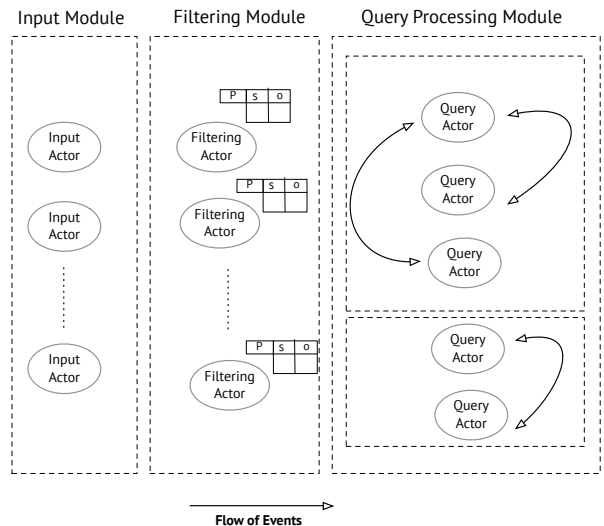 Input Module
Input
Actor
Input
Actor
Input
Actor
Filtering Module
P s o
Filtering
Actor
P s o
Filtering
Actor
P s o
Filtering
Actor
Query Processing Module
Query
Actor
Query
Actor
Query
Actor
Query
Actor
Query
Actor
Flow of Events